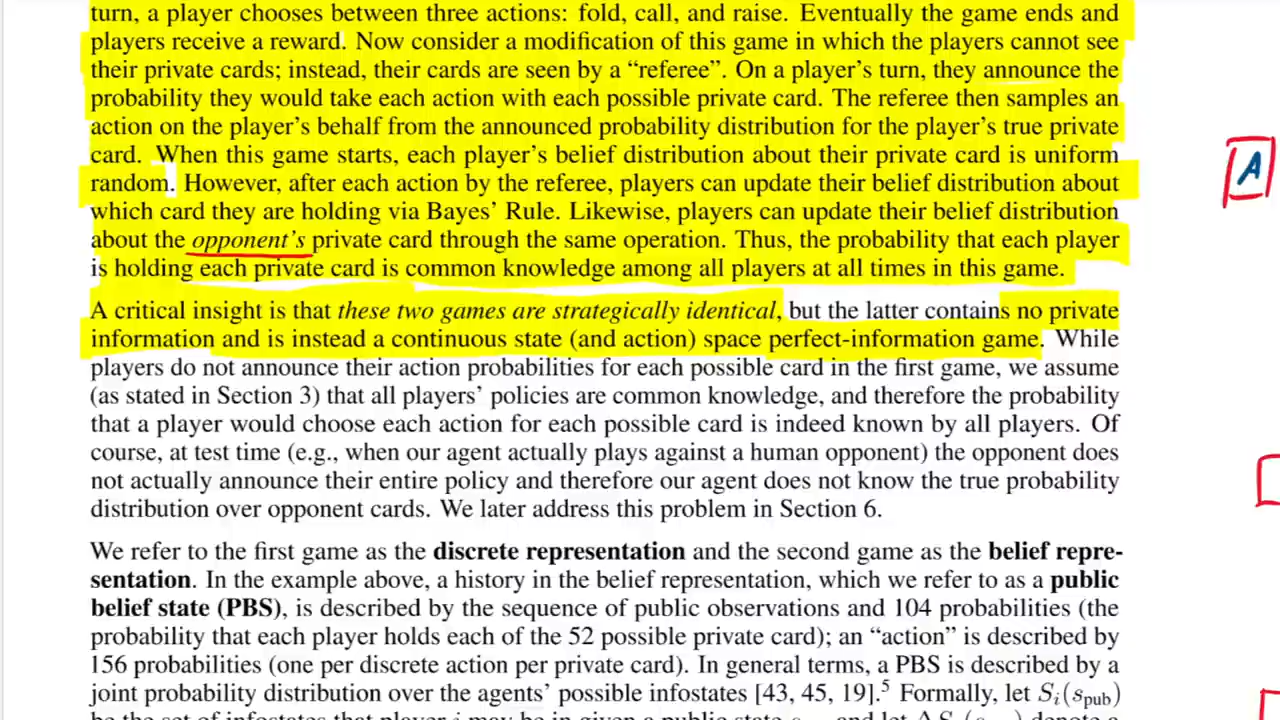 turn, a player chooses between three actions: fold, call, and raise. Eventually the game ends and
players receive a reward. Now consider a modification of this game in which the players cannot see
their private cards; instead, their cards are seen by a “referee”. On a player’s turn, they announce the
probability they would take each action with each possible private card. The referee then samples an
action on the player’s behalf from the announced probability distribution for the player’s true private
card. When this game starts, each player’s belief distribution about their private card is uniform
random. However, after each action by the referee, players can update their belief distribution about
which card they are holding via Bayes’ Rule. Likewise, players can update their belief distribution
about the opponent’s private card through the same operation. Thus, the probability that each player
is holding each private card is common knowledge among all players at all times in this game.
A critical insight is that these two games are strategically identical, but the latter contains no private
information and is instead a continuous state (and action) space perfect-information game. While
players do not announce their action probabilities for each possible card in the first game, we assume
(as stated in Section 3) that all players’ policies are common knowledge, and therefore the probability
that a player would choose each action for each possible card is indeed known by all players. Of
course, at test time (e.g., when our agent actually plays against a human opponent) the opponent does
not actually announce their entire policy and therefore our agent does not know the true probability
distribution over opponent cards. We later address this problem in Section 6.
We refer to the first game as the discrete representation and the second game as the belief repre-
sentation. In the example above, a history in the belief representation, which we refer to as a public
belief state (PBS), is described by the sequence of public observations and 104 probabilities (the
probability that each player holds each of the 52 possible private card); an “action” is described by
156 probabilities (one per discrete action per private card). In general terms, a PBS is described by a
joint probability distribution over the agents’ possible infostates [43, 45, 19].⁵ Formally, let Sᵢ(s_pub)
A